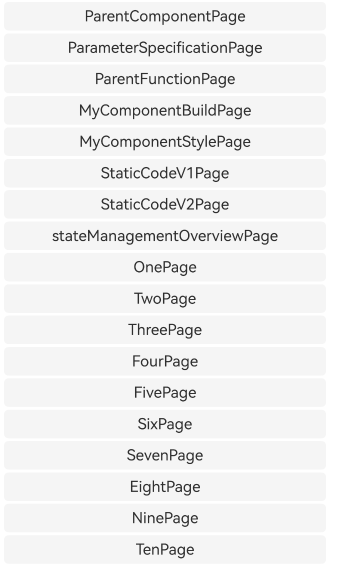 ParentComponentPage
ParameterSpecificationPage
ParentFunctionPage
MyComponentBuildPage
MyComponentStylePage
StaticCodeV1Page
StaticCodeV2Page
stateManagementOverviewPage
OnePage
TwoPage
ThreePage
FourPage
FivePage
SixPage
SevenPage
EightPage
NinePage
TenPage